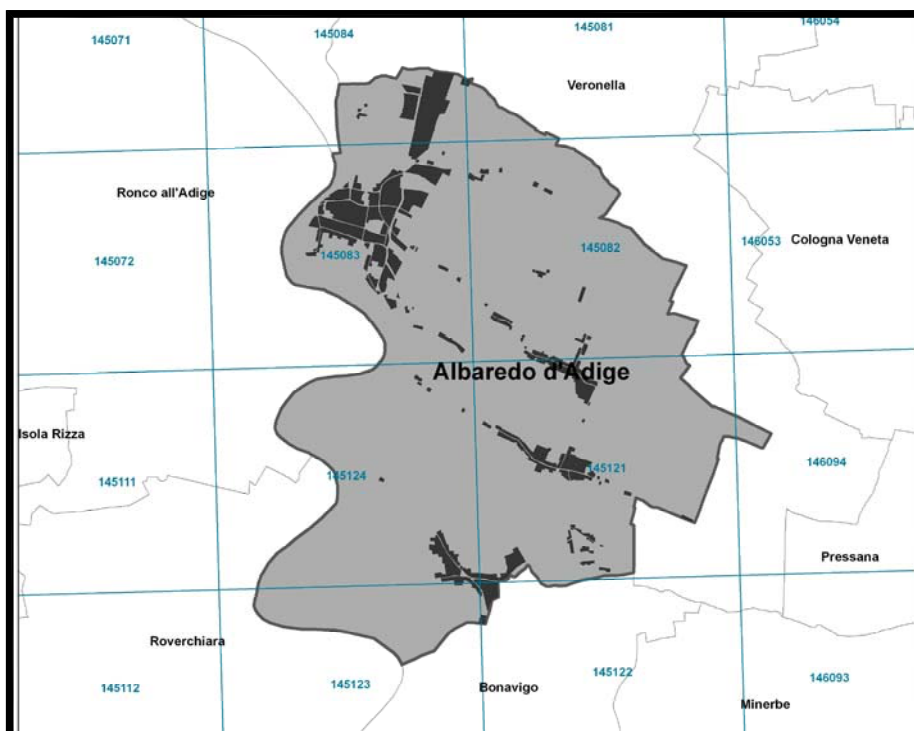 146054
145081
145084
145071
Veronella
Ronco all'Adige
Cologna Veneta
146053
145082
145083
145072
Albaredo d'Adige
Isola Rizza
146094
145121
145124
145111
Pressana
Roverchiara
145122
146093
145123
145112
Bonavigo
Minerbe